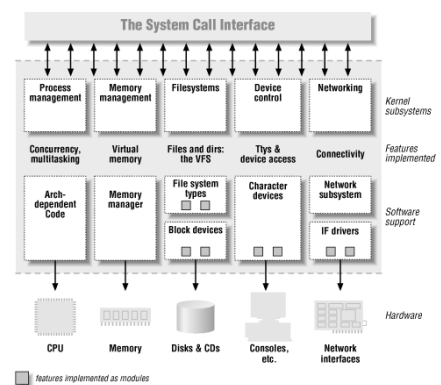 The System Call Interface
Process management
Memory management
Filesystems
Device control
Networking
Kernel subsystems
Concurrency, multitasking
Virtual memory
Files and dirs: the VFS
Ttys & device access
Connectivity
Features implemented
Arch-dependent Code
Memory manager
File system types
Character devices
Network subsystem
Software support
Block devices
IF drivers
Hardware
CPU
Memory
Disks & CDs
Consoles, etc.
Network interfaces
features implemented as modules